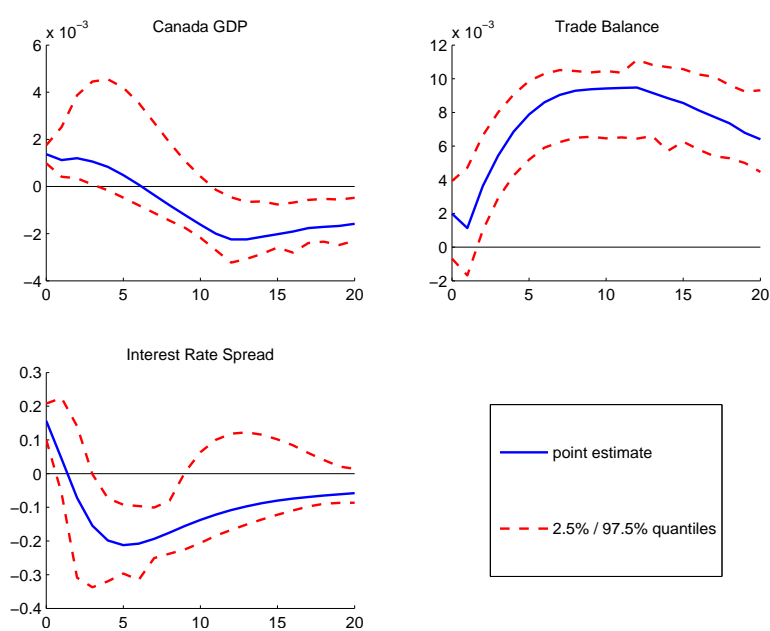 Canada GDP
x 10⁻³
6
4
2
0
−2
−4
0 5 10 15 20
Trade Balance
x 10⁻³
12
10
8
6
4
2
0
−2
0 5 10 15 20
Interest Rate Spread
0.3
0.2
0.1
0
−0.1
−0.2
−0.3
−0.4
0 5 10 15 20
point estimate
2.5% / 97.5% quantiles